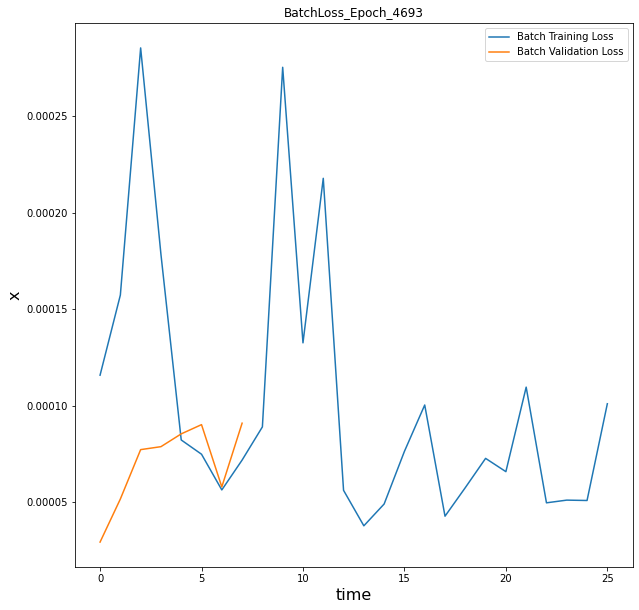 BatchLoss_Epoch_4693
Batch Training Loss
Batch Validation Loss
0.00025
0.00020
0.00015
0.00010
0.00005
x
0 5 10 15 20 25
time